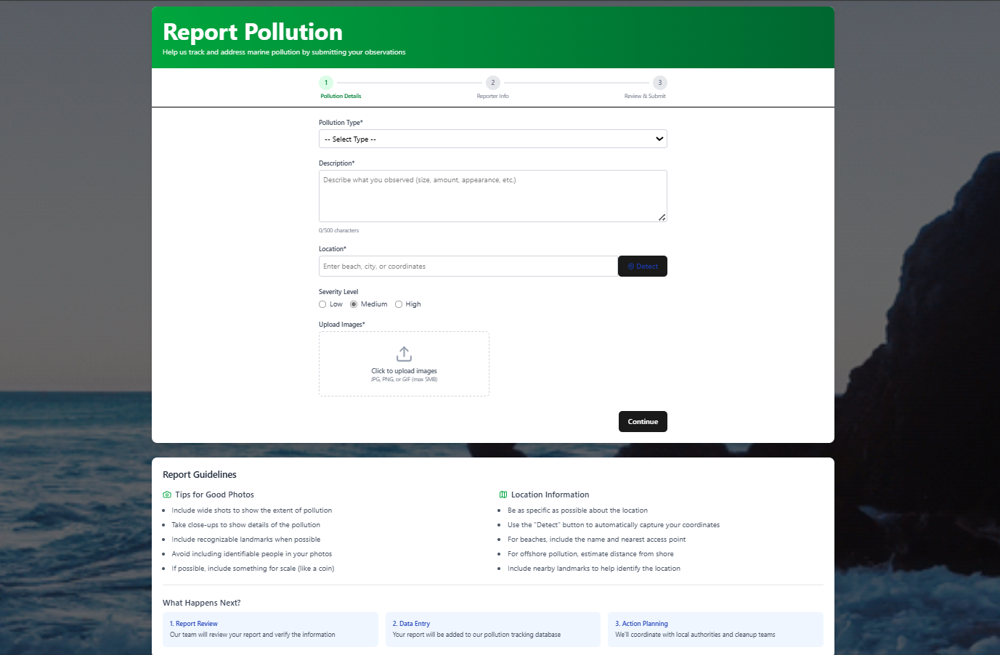 Report Pollution
Help us track and address marine pollution by submitting your observations
1
2
3
Pollution Details
Reporter Info
Review & Submit
Pollution Type*
-- Select Type --
Description*
Describe what you observed (size, amount, appearance, etc.)
0/500 characters
Location*
Enter beach, city, or coordinates
Detect
Severity Level
Low
Medium
High
Upload Images*
Click to upload images
JPG, PNG, or GIF (max 5MB)
Continue
Report Guidelines
Tips for Good Photos
Include wide shots to show the extent of pollution
Take close-ups to show details of the pollution
Include recognizable landmarks when possible
Avoid including identifiable people in your photos
If possible, include something for scale (like a coin)
Location Information
Be as specific as possible about the location
Use the "Detect" button to automatically capture your coordinates
For beaches, include the name and nearest access point
For offshore pollution, estimate distance from shore
Include nearby landmarks to help identify the location
What Happens Next?
1. Report Review
Our team will review your report and verify the information
2. Data Entry
Your report will be added to our pollution tracking database
3. Action Planning
We'll coordinate with local authorities and cleanup teams